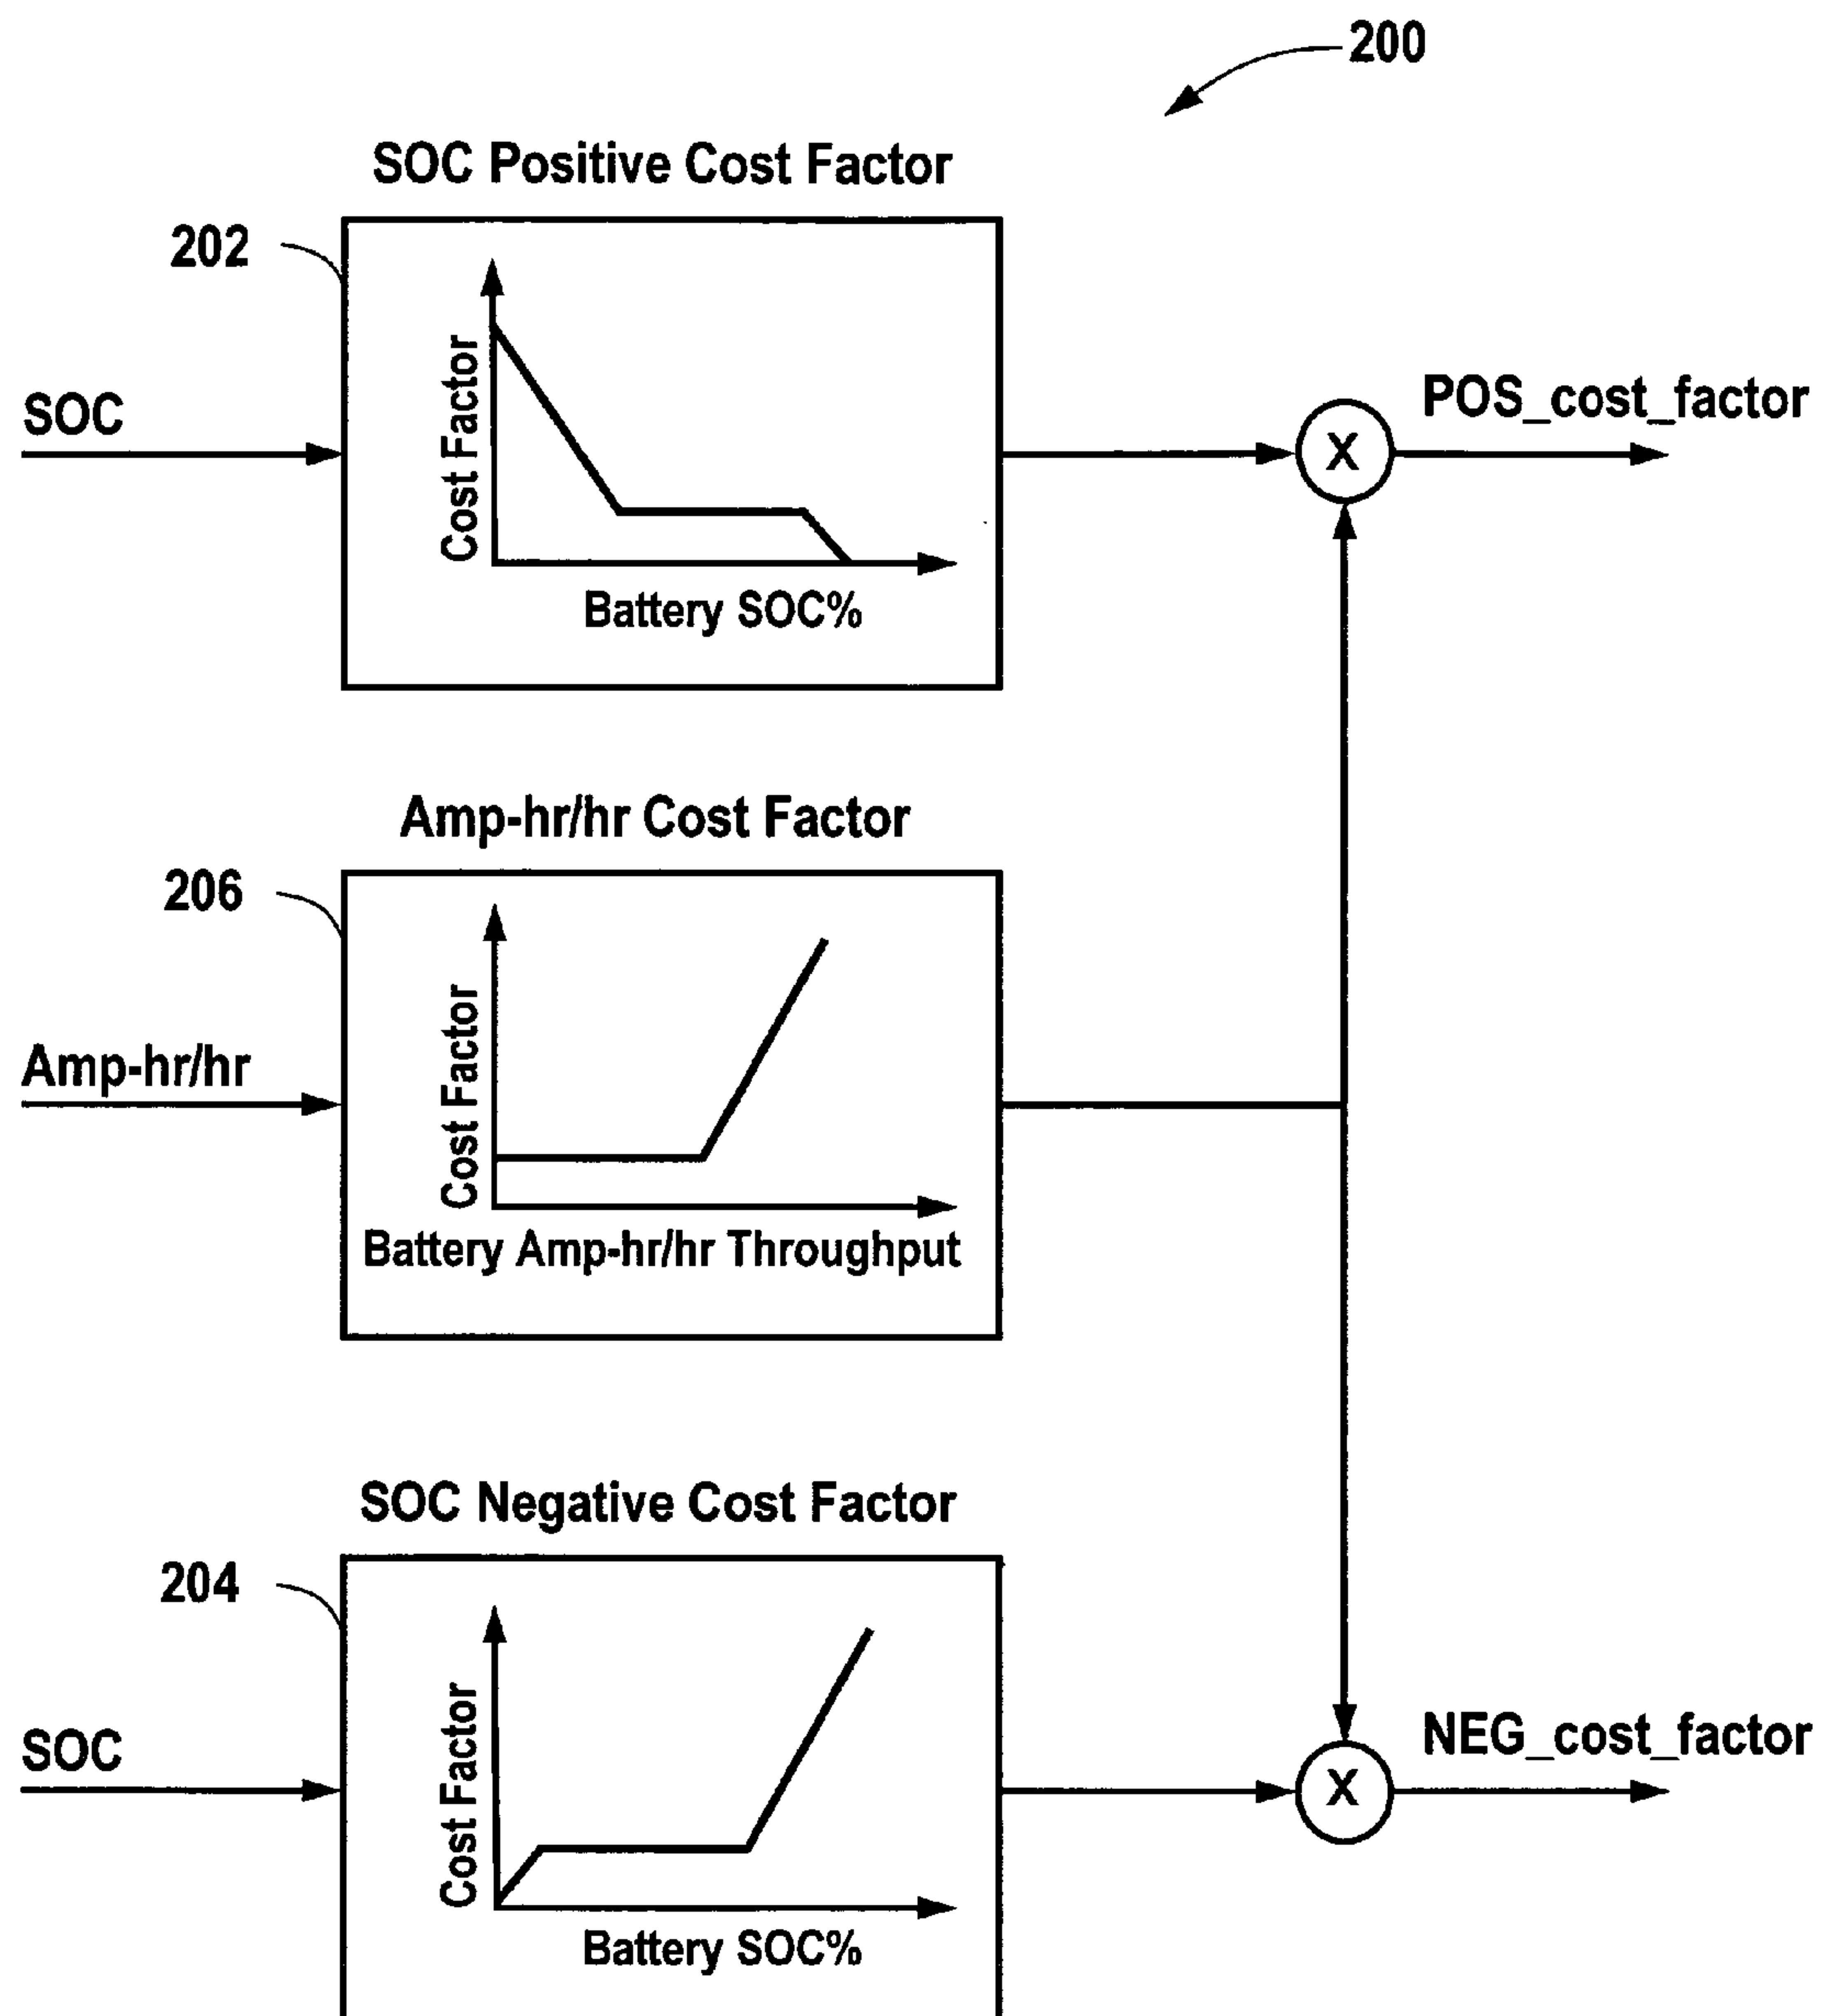 200
SOC Positive Cost Factor
202
Cost Factor
Battery SOC%
SOC
X
POS_cost_factor
Amp-hr/hr Cost Factor
206
Cost Factor
Battery Amp-hr/hr Throughput
Amp-hr/hr
SOC Negative Cost Factor
204
Cost Factor
Battery SOC%
SOC
X
NEG_cost_factor